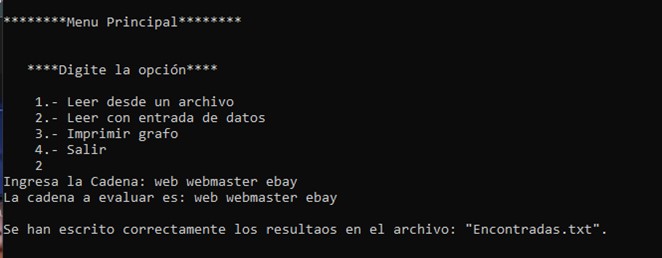 ********Menu Principal********
****Digite la opción****
1.- Leer desde un archivo
2.- Leer con entrada de datos
3.- Imprimir grafo
4.- Salir
2
Ingresa la Cadena: web webmaster ebay
La cadena a evaluar es: web webmaster ebay
Se han escrito correctamente los resultaos en el archivo: "Encontradas.txt".